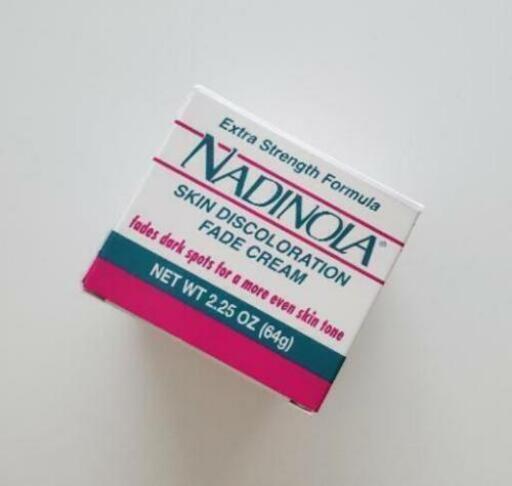 Extra Strength Formula
NADINOLA®
SKIN DISCOLORATION
FADE CREAM
fades dark spots for a more even skin tone
NET WT 2.25 OZ (64g)